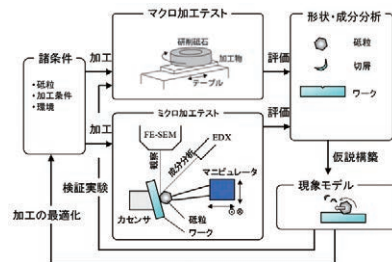 マクロ加工テスト
研削砥石
加工物
テーブル
形状・成分分析
砥粒
切屑
ワーク
諸条件
・砥粒
・加工条件
・環境
加工
評価
加工
評価
ミクロ加工テスト
FE-SEM
EDX
観察
成分分析
マニピュレータ
力センサ
砥粒
ワーク
検証実験
加工の最適化
仮説構築
現象モデル